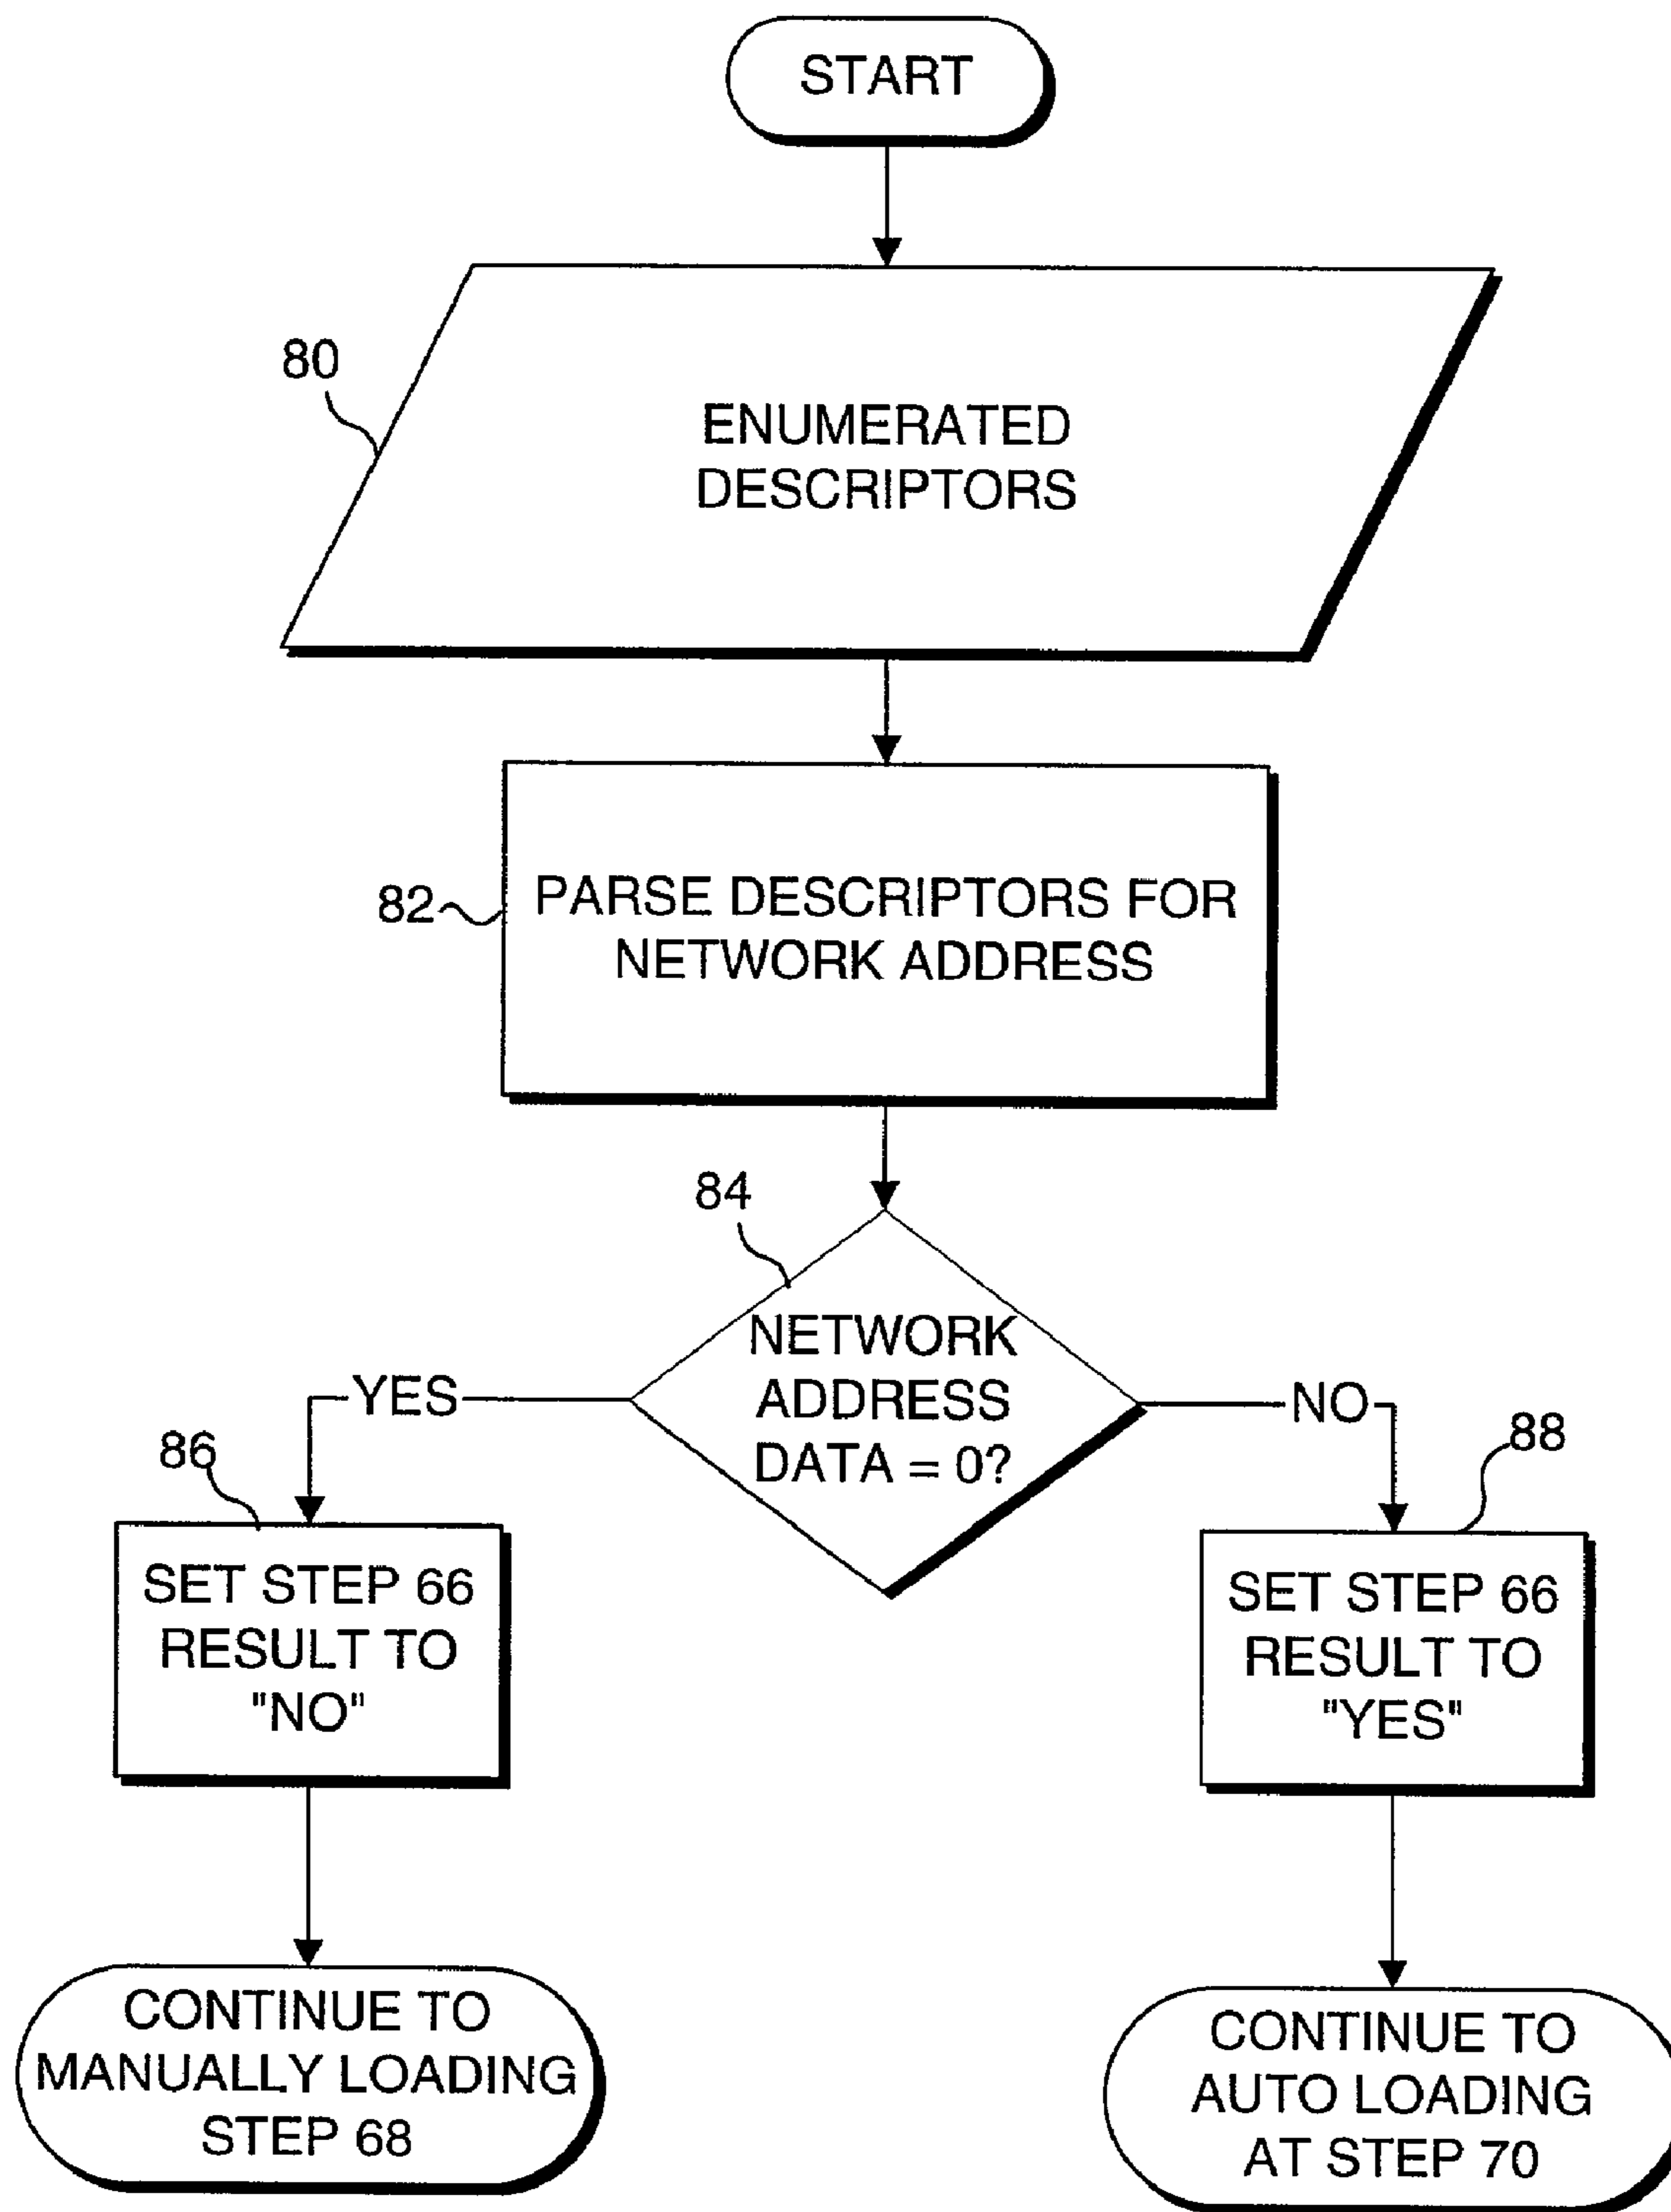 START
80
ENUMERATED
DESCRIPTORS
82
PARSE DESCRIPTORS FOR
NETWORK ADDRESS
84
NETWORK
ADDRESS
DATA = 0?
YES
NO
86
SET STEP 66
RESULT TO
"NO"
88
SET STEP 66
RESULT TO
"YES"
CONTINUE TO
MANUALLY LOADING
STEP 68
CONTINUE TO
AUTO LOADING
AT STEP 70